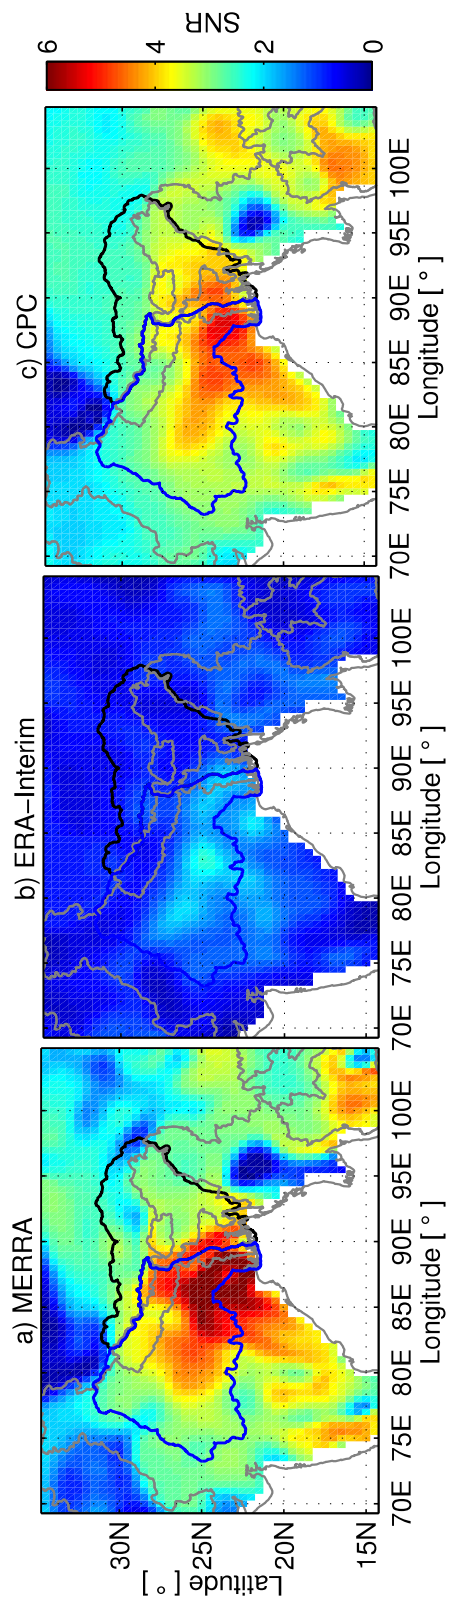 a) MERRA
b) ERA–Interim
c) CPC
Latitude [ ° ]
30N
25N
20N
15N
70E 75E 80E 85E 90E 95E 100E
Longitude [ ° ]
70E 75E 80E 85E 90E 95E 100E
Longitude [ ° ]
70E 75E 80E 85E 90E 95E 100E
Longitude [ ° ]
6
4
2
0
SNR